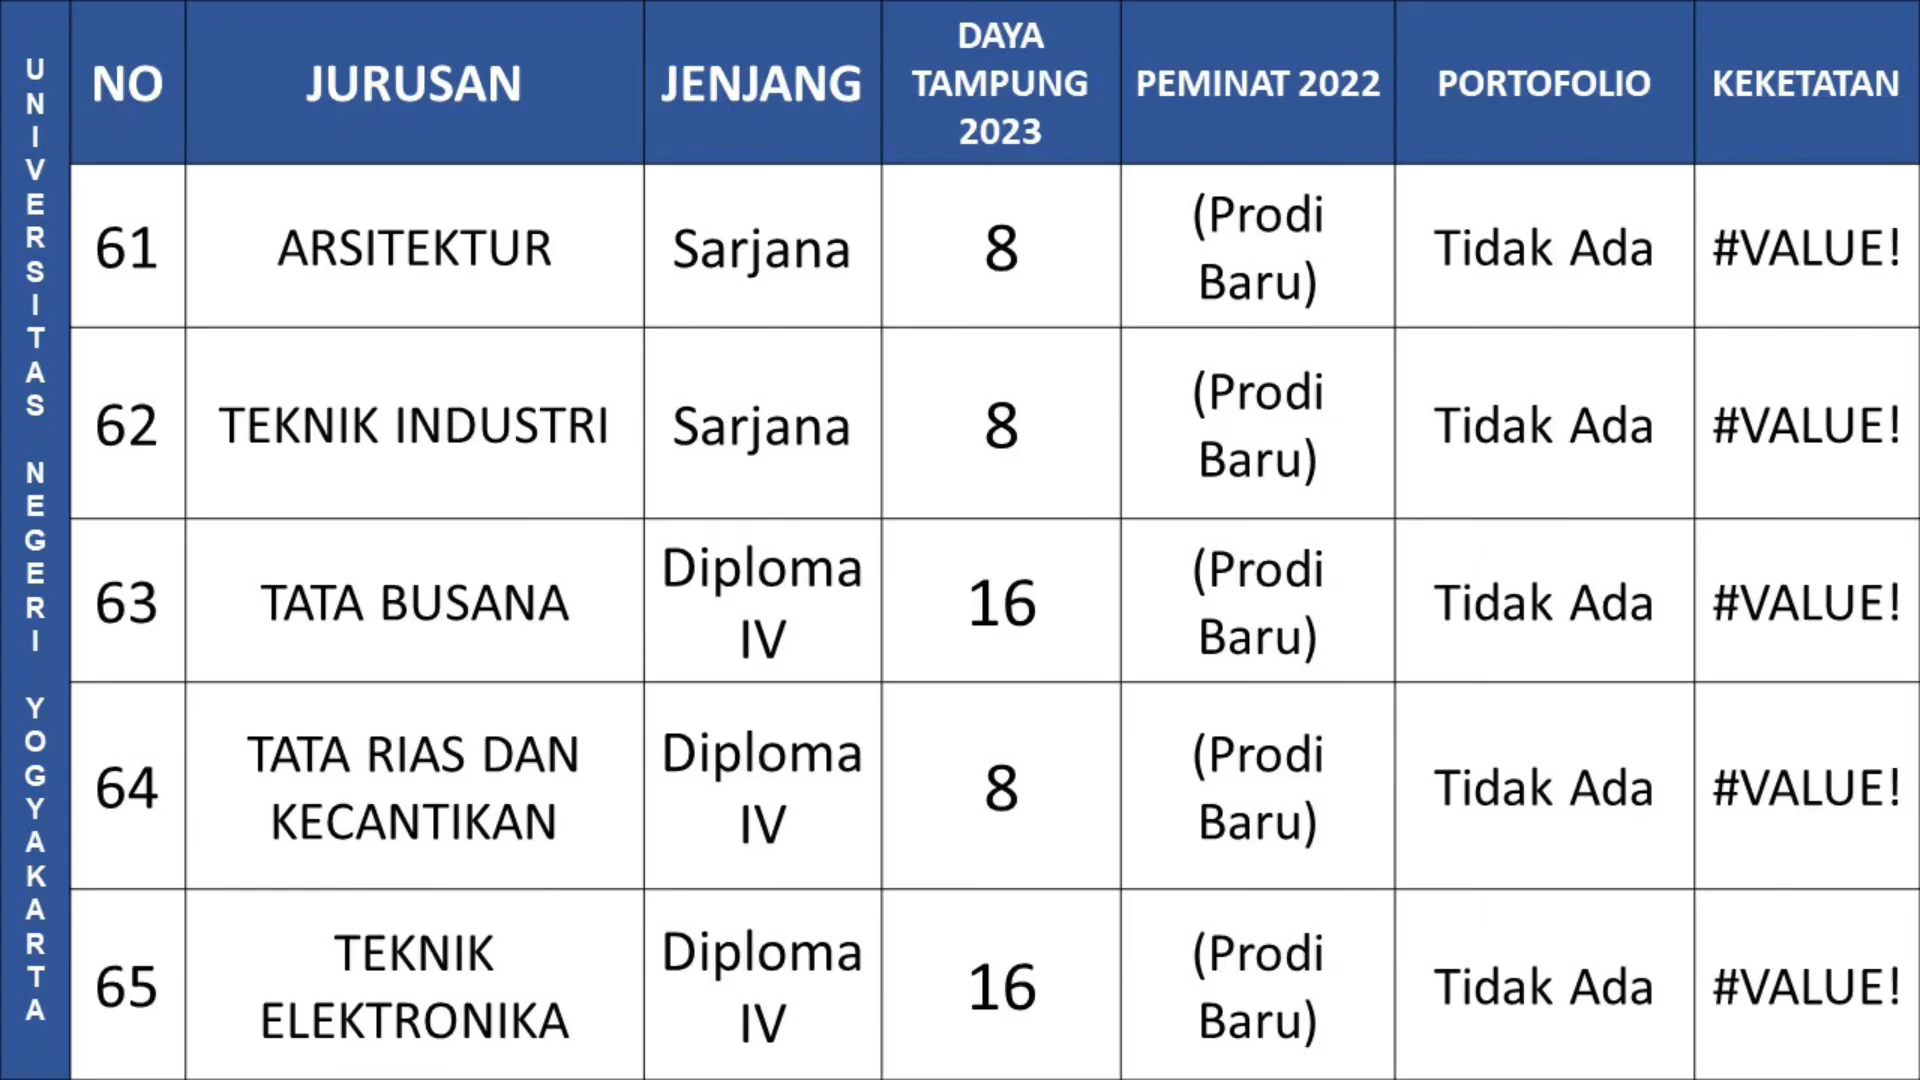 UNIVERSITAS NEGERI YOGYAKARTA
NO
JURUSAN
JENJANG
DAYA
TAMPUNG
2023
PEMINAT 2022
PORTOFOLIO
KEKETATAN
61
ARSITEKTUR
Sarjana
8
(Prodi
Baru)
Tidak Ada
#VALUE!
62
TEKNIK INDUSTRI
Sarjana
8
(Prodi
Baru)
Tidak Ada
#VALUE!
63
TATA BUSANA
Diploma
IV
16
(Prodi
Baru)
Tidak Ada
#VALUE!
64
TATA RIAS DAN
KECANTIKAN
Diploma
IV
8
(Prodi
Baru)
Tidak Ada
#VALUE!
65
TEKNIK
ELEKTRONIKA
Diploma
IV
16
(Prodi
Baru)
Tidak Ada
#VALUE!